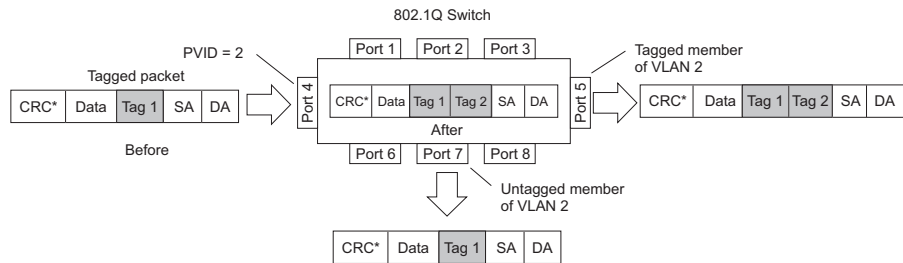 802.1Q Switch
PVID = 2
Port 1
Port 2
Port 3
Tagged member
of VLAN 2
Tagged packet
CRC* Data Tag 1 SA DA
Port 4
CRC* Data Tag 1 Tag 2 SA DA
Port 5
CRC* Data Tag 1 Tag 2 SA DA
Before
After
Port 6
Port 7
Port 8
Untagged member
of VLAN 2
CRC* Data Tag 1 SA DA